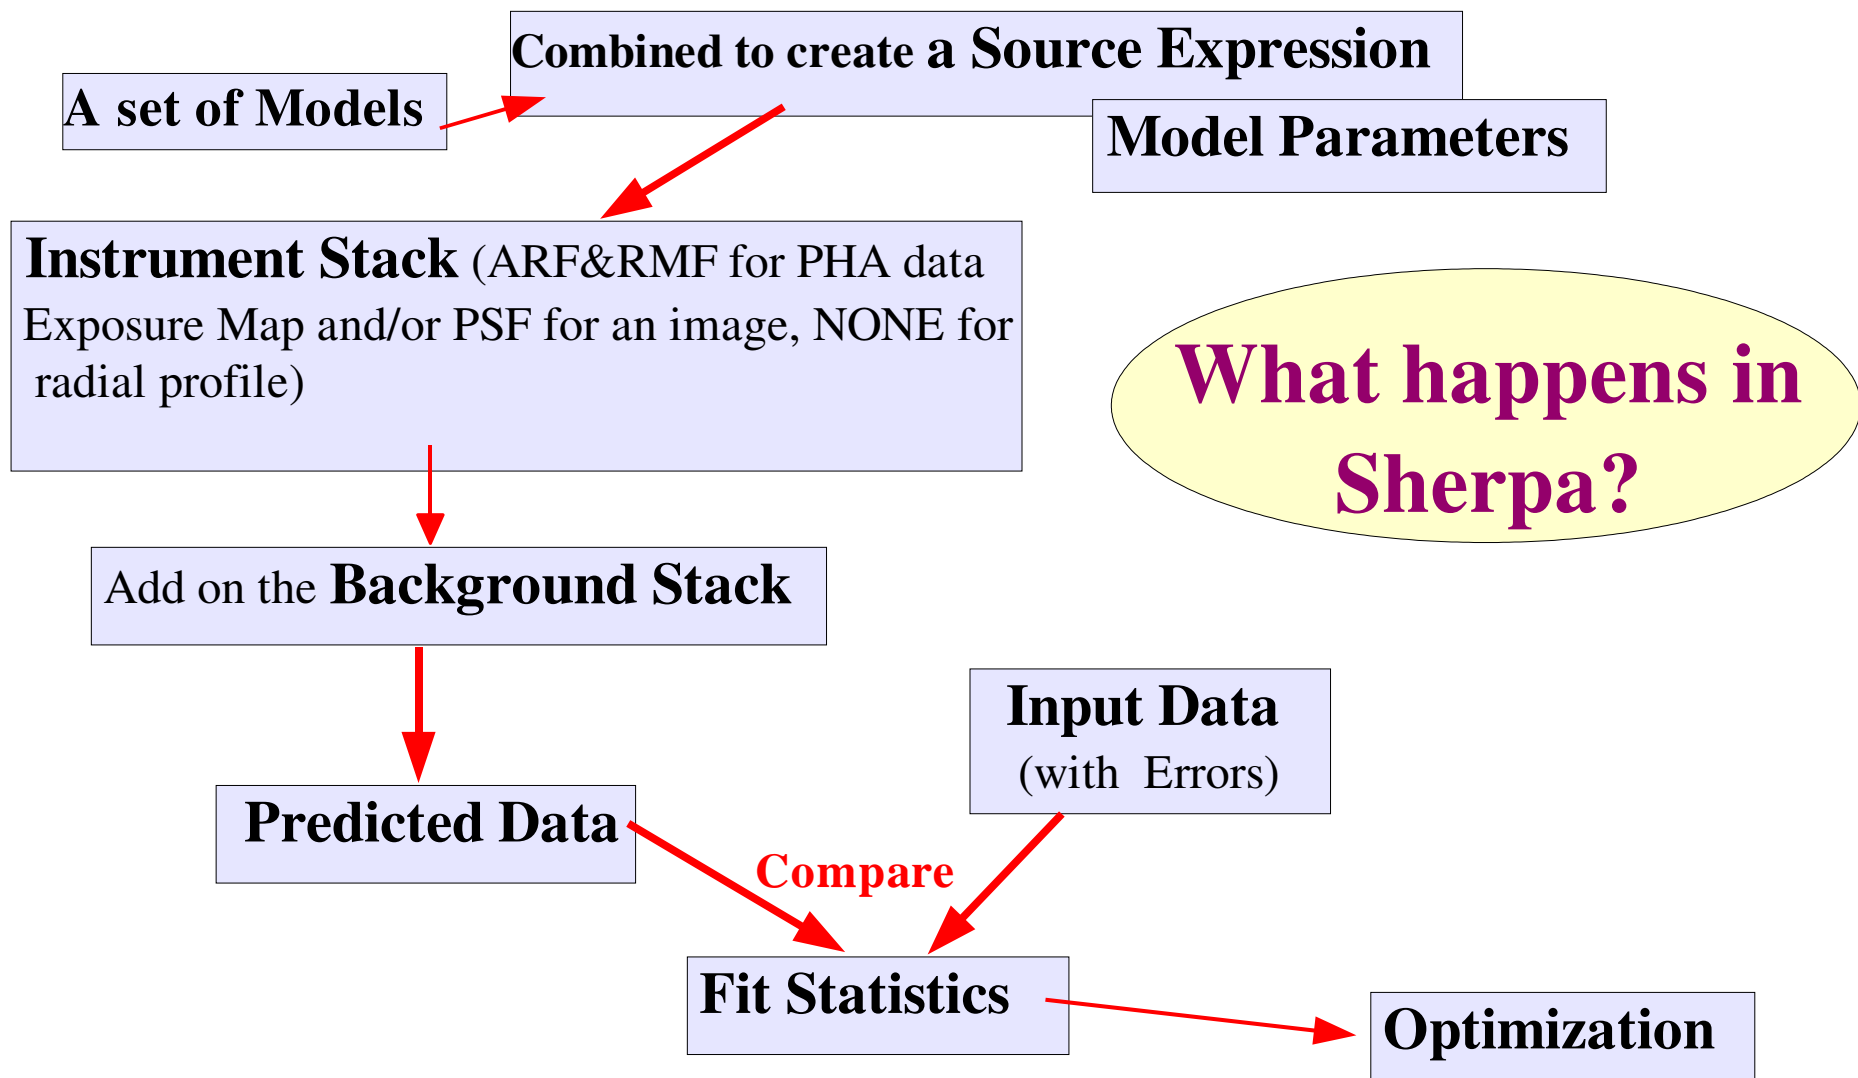 Combined to create a Source Expression
A set of Models
Model Parameters
Instrument Stack (ARF&RMF for PHA data
Exposure Map and/or PSF for an image, NONE for
radial profile)
What happens in
Sherpa?
Add on the Background Stack
Input Data
(with Errors)
Predicted Data
Compare
Fit Statistics
Optimization